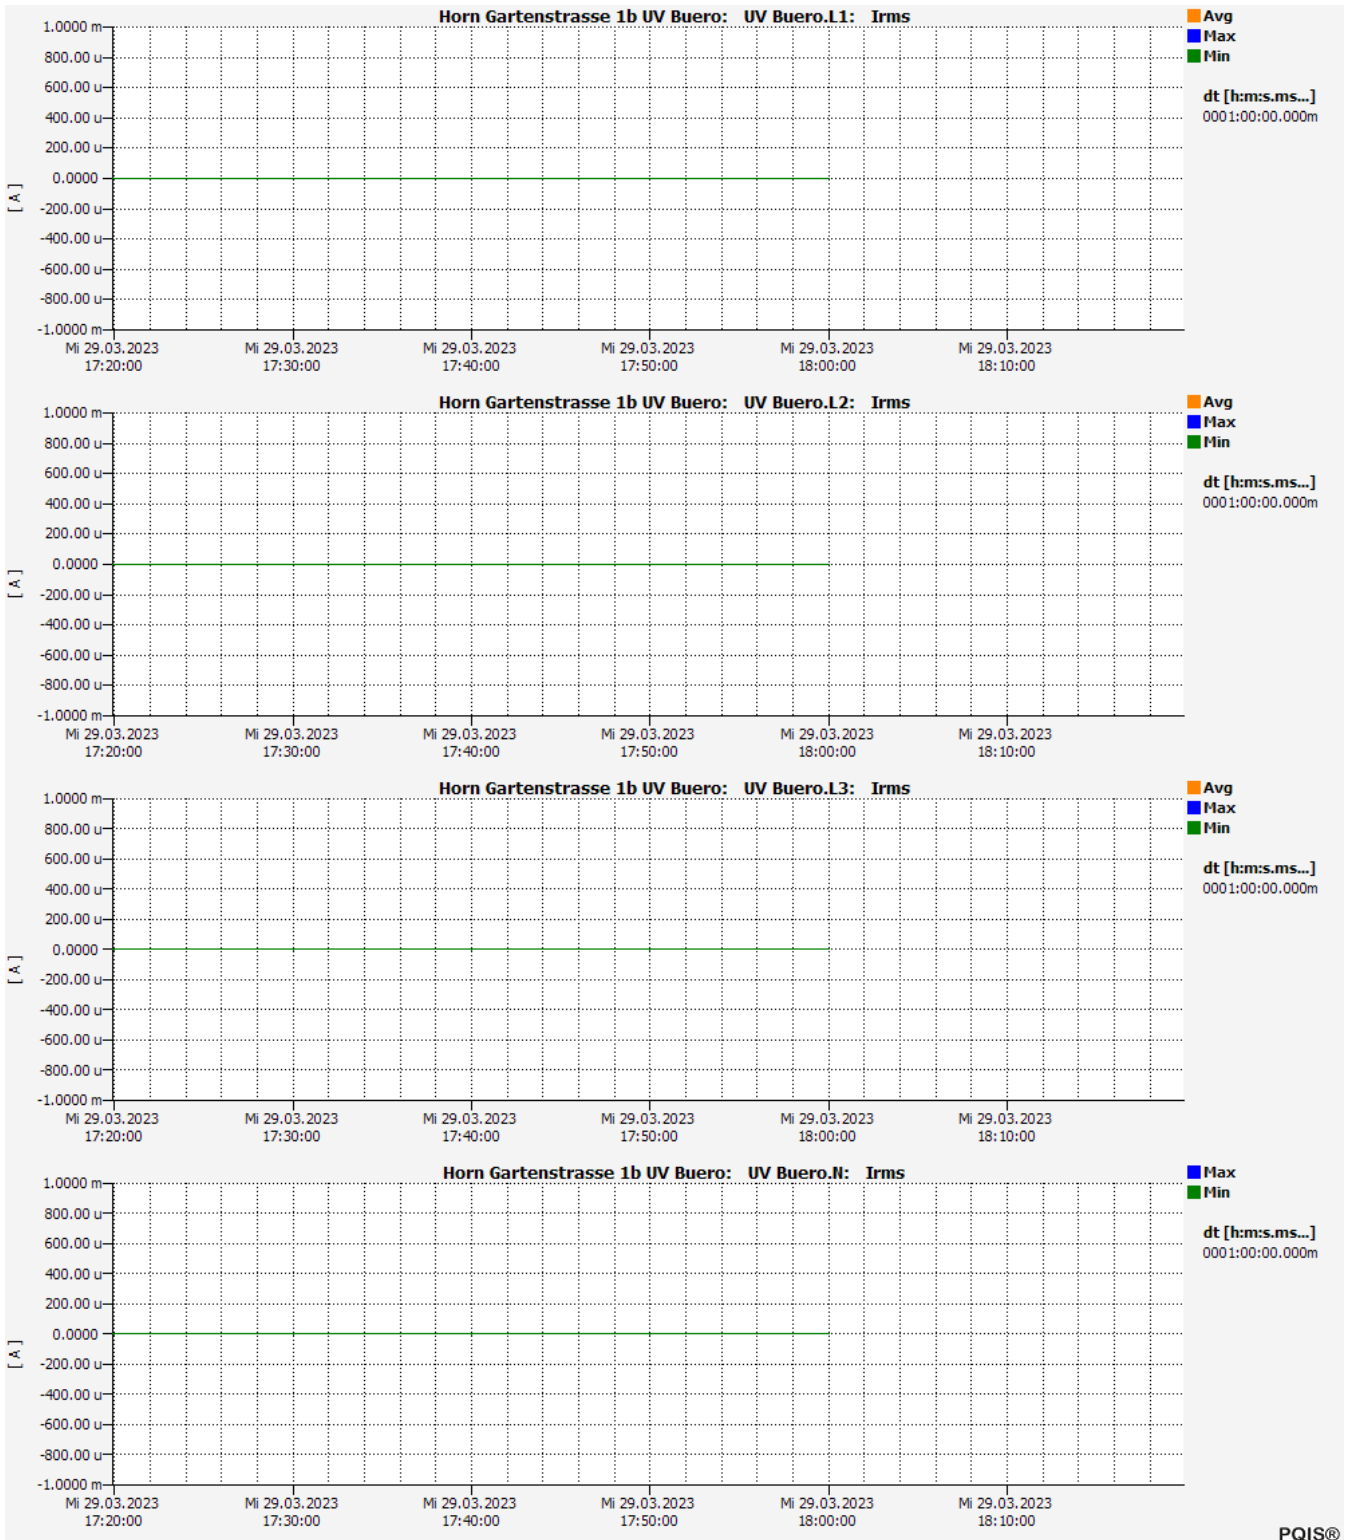 Horn Gartenstrasse 1b UV Buero: UV Buero.L1: Irms
Avg
Max
Min
dt [h:m:s.ms...]
0001:00:00.000m
1.0000 m
800.00 u
600.00 u
400.00 u
200.00 u
0.0000
-200.00 u
-400.00 u
-600.00 u
-800.00 u
-1.0000 m
[ A ]
Mi 29.03.2023 Mi 29.03.2023 Mi 29.03.2023 Mi 29.03.2023 Mi 29.03.2023 Mi 29.03.2023
17:20:00 17:30:00 17:40:00 17:50:00 18:00:00 18:10:00
Horn Gartenstrasse 1b UV Buero: UV Buero.L2: Irms
Avg
Max
Min
dt [h:m:s.ms...]
0001:00:00.000m
1.0000 m
800.00 u
600.00 u
400.00 u
200.00 u
0.0000
-200.00 u
-400.00 u
-600.00 u
-800.00 u
-1.0000 m
[ A ]
Mi 29.03.2023 Mi 29.03.2023 Mi 29.03.2023 Mi 29.03.2023 Mi 29.03.2023 Mi 29.03.2023
17:20:00 17:30:00 17:40:00 17:50:00 18:00:00 18:10:00
Horn Gartenstrasse 1b UV Buero: UV Buero.L3: Irms
Avg
Max
Min
dt [h:m:s.ms...]
0001:00:00.000m
1.0000 m
800.00 u
600.00 u
400.00 u
200.00 u
0.0000
-200.00 u
-400.00 u
-600.00 u
-800.00 u
-1.0000 m
[ A ]
Mi 29.03.2023 Mi 29.03.2023 Mi 29.03.2023 Mi 29.03.2023 Mi 29.03.2023 Mi 29.03.2023
17:20:00 17:30:00 17:40:00 17:50:00 18:00:00 18:10:00
Horn Gartenstrasse 1b UV Buero: UV Buero.N: Irms
Max
Min
dt [h:m:s.ms...]
0001:00:00.000m
1.0000 m
800.00 u
600.00 u
400.00 u
200.00 u
0.0000
-200.00 u
-400.00 u
-600.00 u
-800.00 u
-1.0000 m
[ A ]
Mi 29.03.2023 Mi 29.03.2023 Mi 29.03.2023 Mi 29.03.2023 Mi 29.03.2023 Mi 29.03.2023
17:20:00 17:30:00 17:40:00 17:50:00 18:00:00 18:10:00
PQIS®